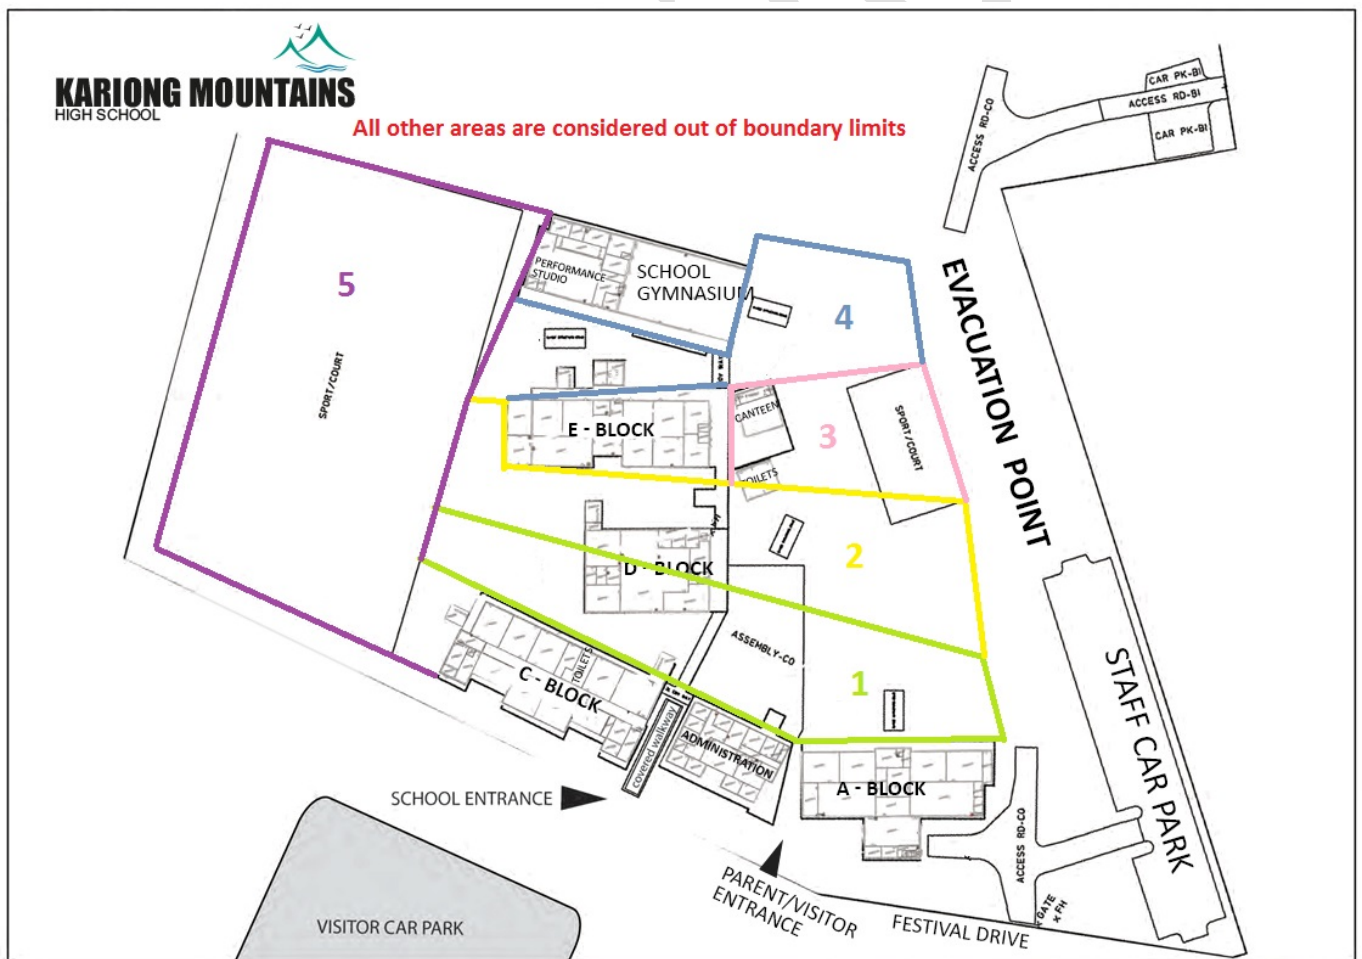 KARIONG MOUNTAINS
HIGH SCHOOL
All other areas are considered out of boundary limits
CAR PK-BI
ACCESS RD-BI
CAR PK-BI
ACCESS RD-CO
5
SPORT/COURT
PERFORMANCE
STUDIO
SCHOOL
GYMNASIUM
4
EVACUATION POINT
E - BLOCK
CANTEEN
3
SPORT/COURT
TOILETS
2
D - BLOCK
ASSEMBLY-CO
1
TOILETS
C - BLOCK
covered walkway
ADMINISTRATION
A - BLOCK
STAFF CAR PARK
SCHOOL ENTRANCE
ACCESS RD-CO
PARENT/VISITOR
ENTRANCE
GATE
x FH
FESTIVAL DRIVE
VISITOR CAR PARK